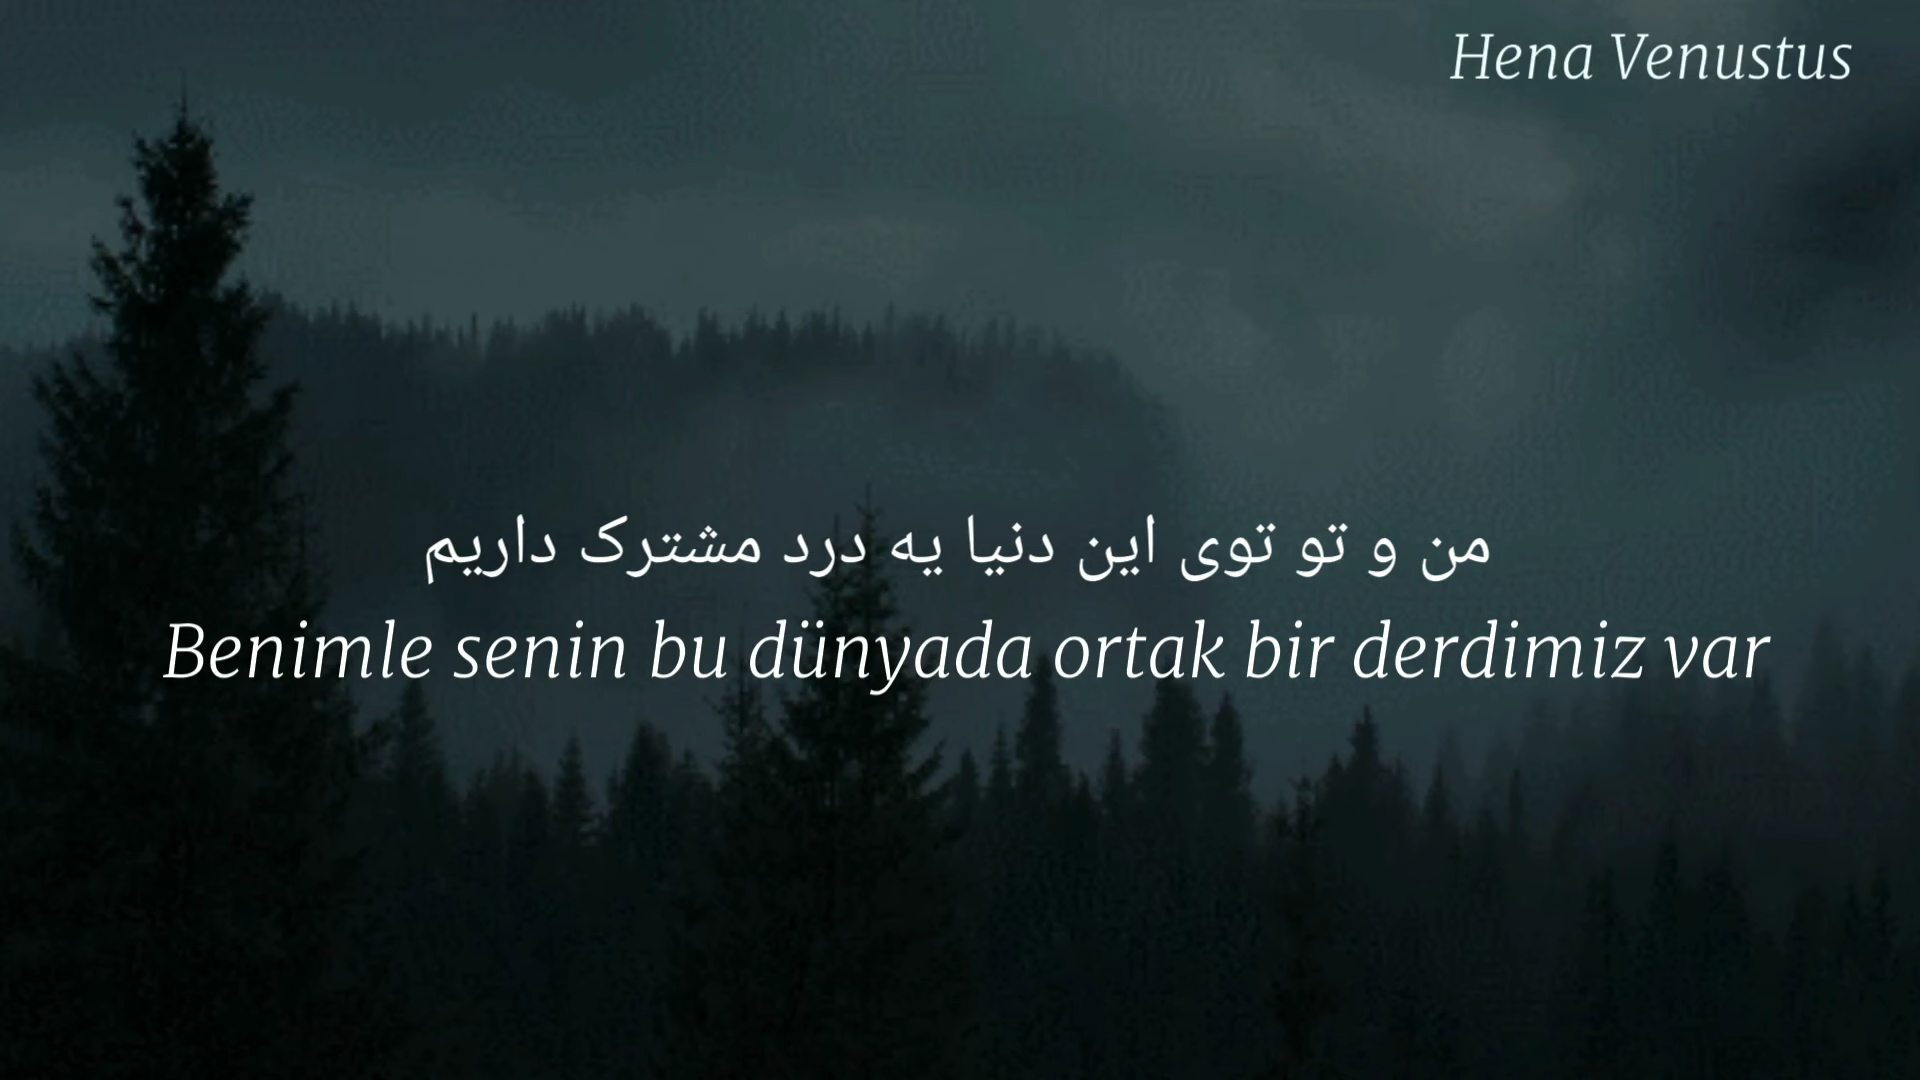 Hena Venustus
من و تو توی این دنیا یه درد مشترک داریم
Benimle senin bu dünyada ortak bir derdimiz var